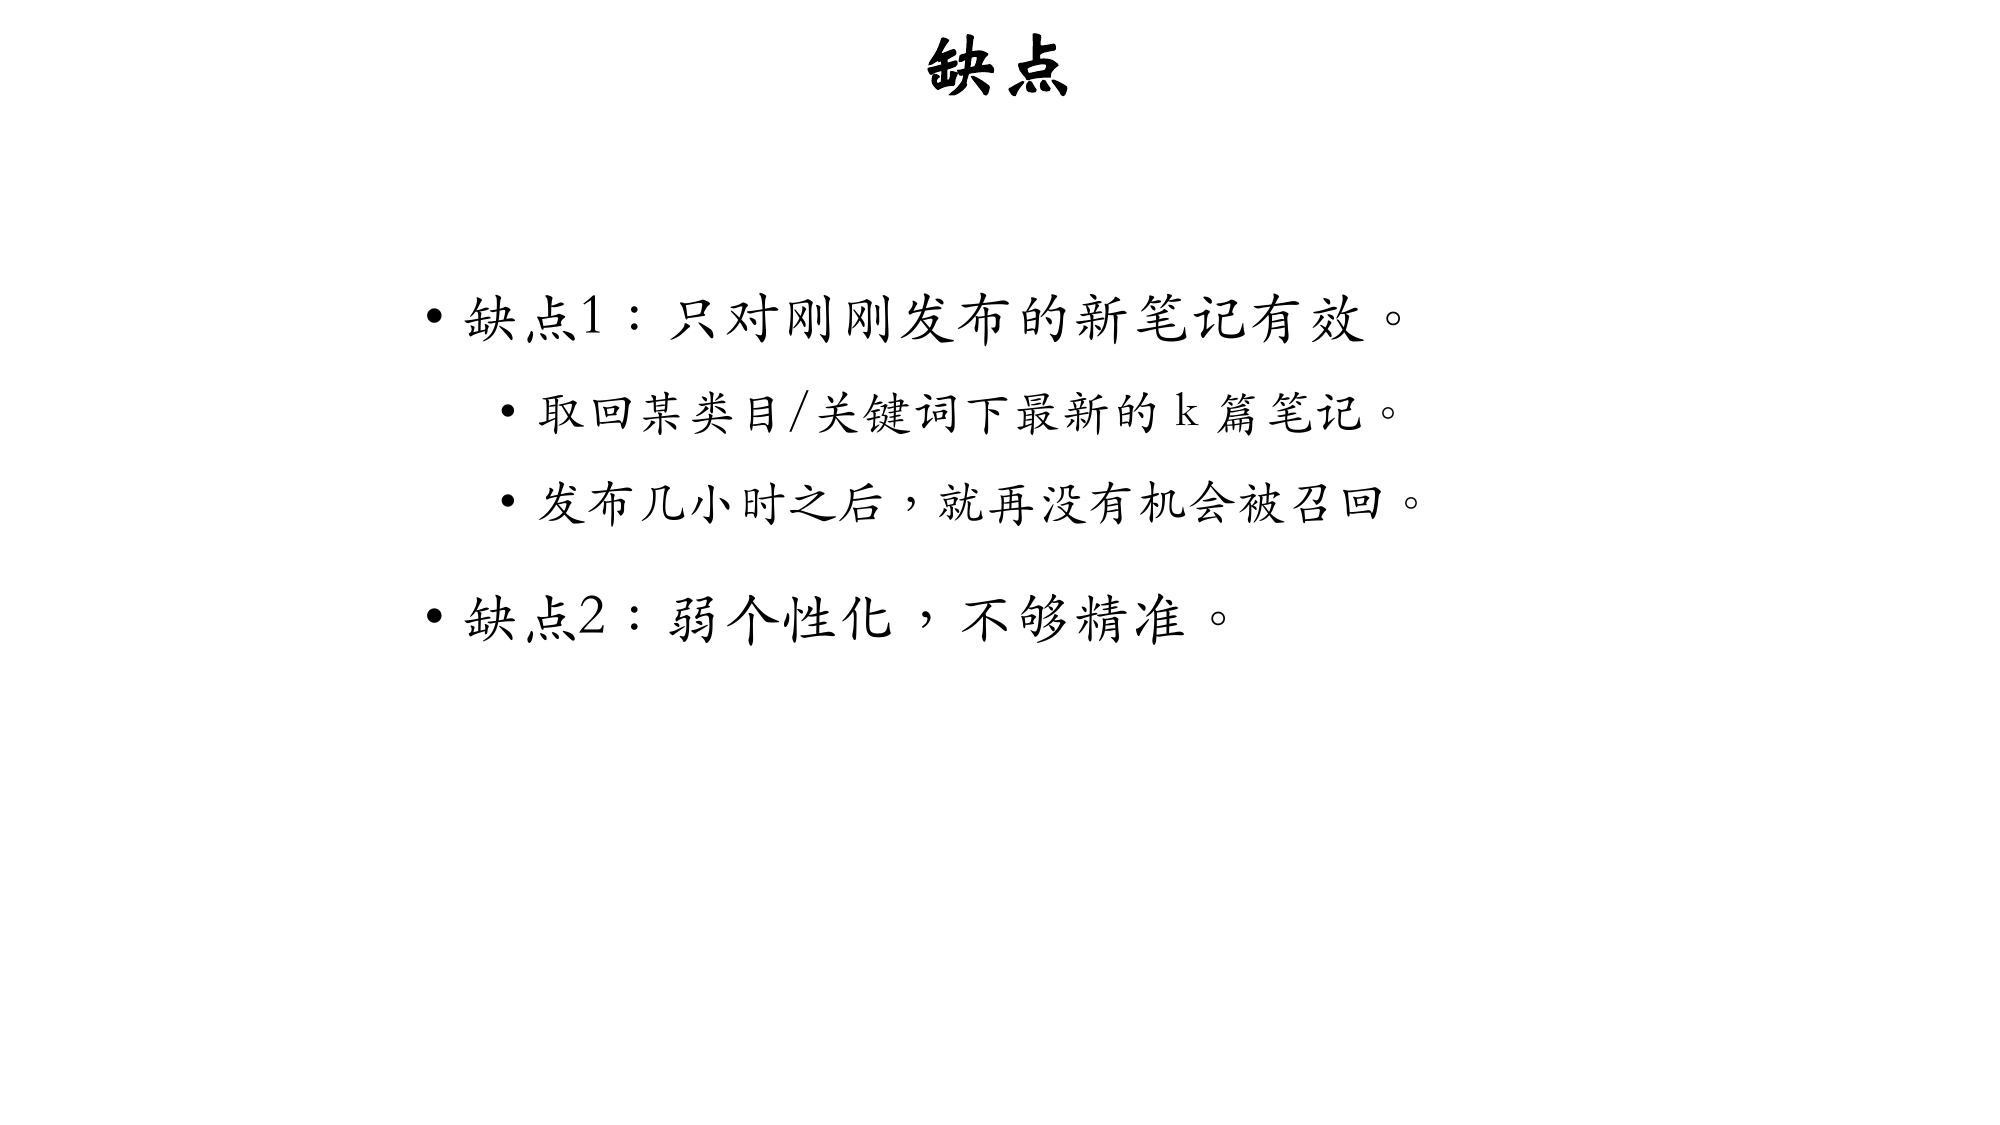 缺点
• 缺点1：只对刚刚发布的新笔记有效。
• 取回某类目/关键词下最新的 k 篇笔记。
• 发布几小时之后，就再没有机会被召回。
• 缺点2：弱个性化，不够精准。